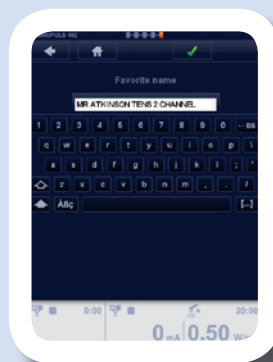 Favorite name
MR ATKINSON TENS 2 CHANNEL
1 2 3 4 5 6 7 8 9 0 ←BS
q w e r t y u i o p \
a s d f g h j k l ; '
z x c v b n m , . /
Äßç [...]
0:00 20:00
0 mA 0.50